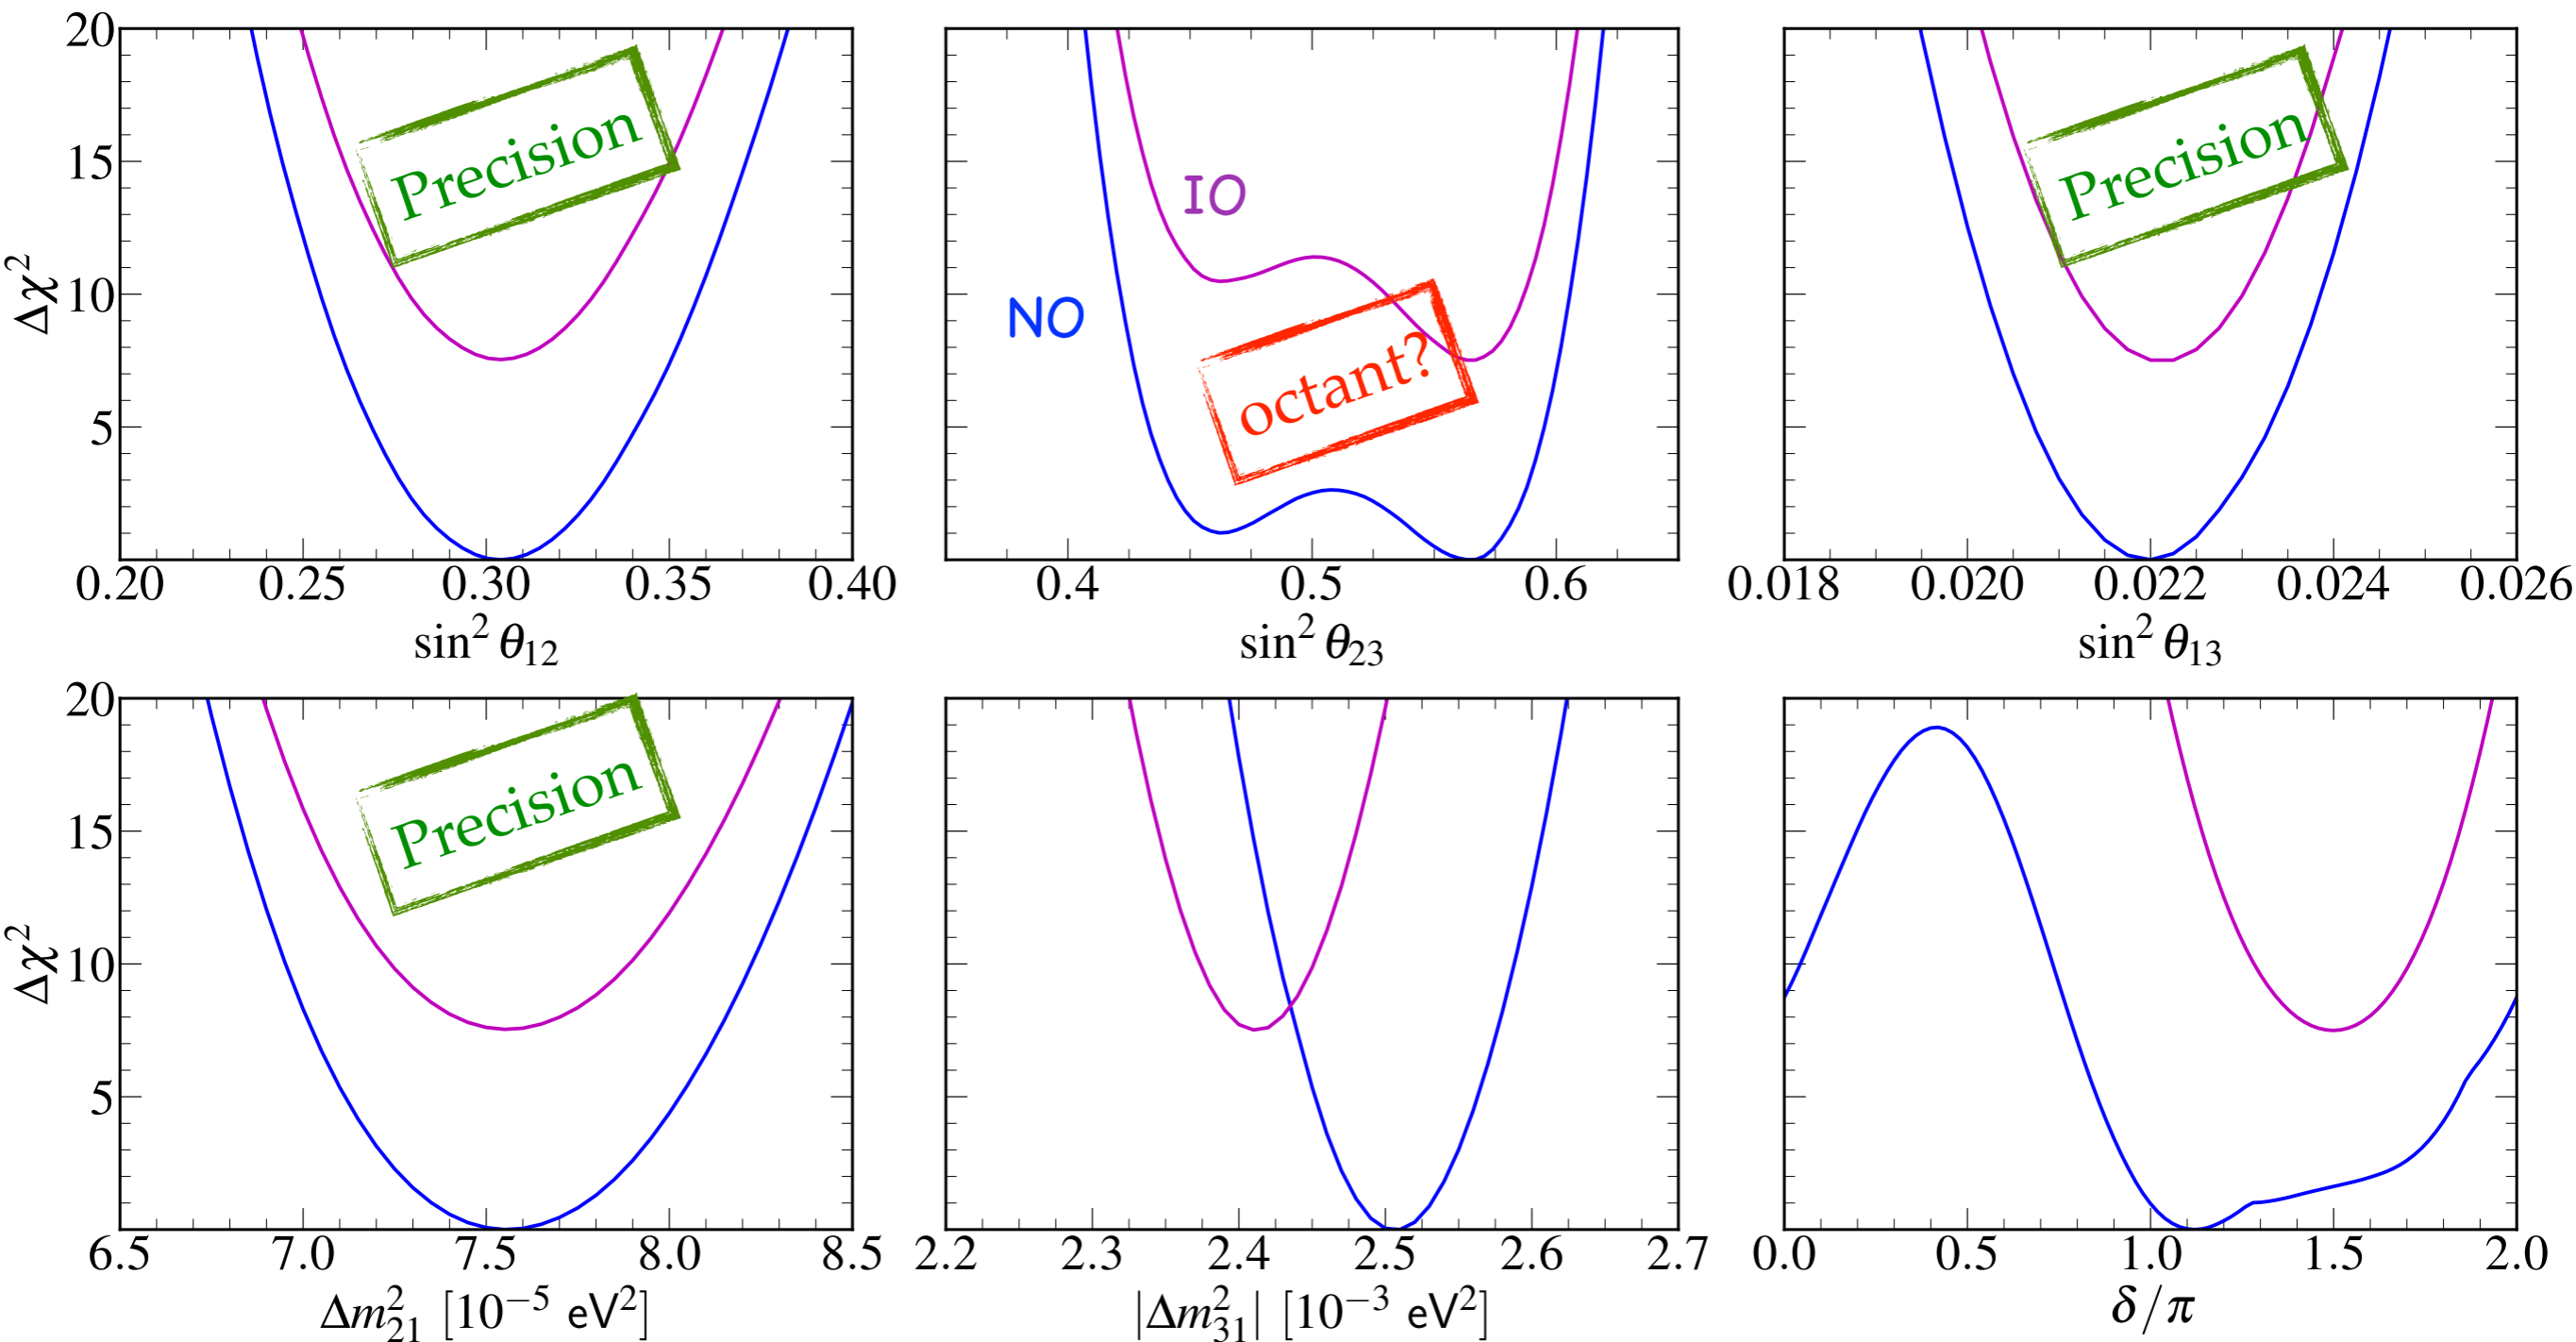 20
15
10
5
Δχ²
Precision
0.20 0.25 0.30 0.35 0.40
sin² θ₁₂
IO
NO
octant?
0.4 0.5 0.6
sin² θ₂₃
Precision
0.018 0.020 0.022 0.024 0.026
sin² θ₁₃
20
15
10
5
Δχ²
Precision
6.5 7.0 7.5 8.0 8.5
Δm²₂₁ [10⁻⁵ eV²]
2.2 2.3 2.4 2.5 2.6 2.7
|Δm²₃₁| [10⁻³ eV²]
0.0 0.5 1.0 1.5 2.0
δ/π